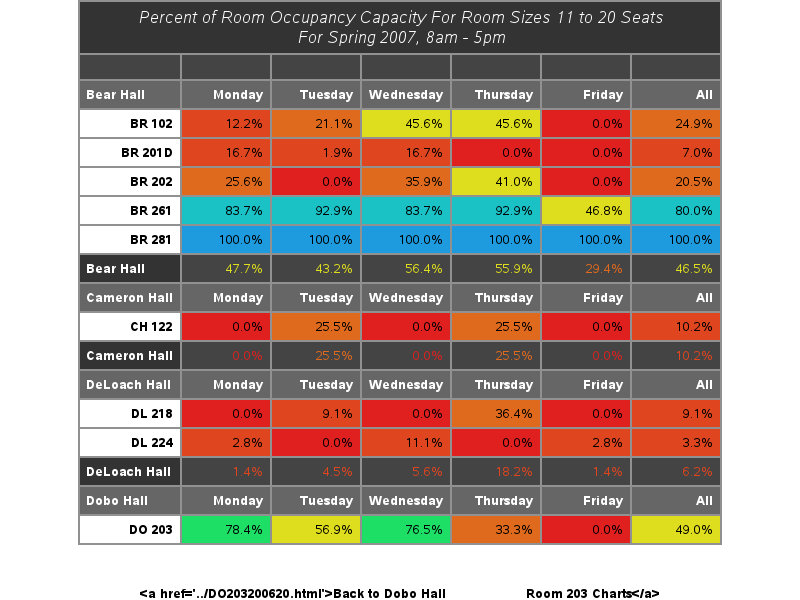 Percent of Room Occupancy Capacity For Room Sizes 11 to 20 Seats
For Spring 2007, 8am - 5pm
Bear Hall Monday Tuesday Wednesday Thursday Friday All
BR 102 12.2% 21.1% 45.6% 45.6% 0.0% 24.9%
BR 201D 16.7% 1.9% 16.7% 0.0% 0.0% 7.0%
BR 202 25.6% 0.0% 35.9% 41.0% 0.0% 20.5%
BR 261 83.7% 92.9% 83.7% 92.9% 46.8% 80.0%
BR 281 100.0% 100.0% 100.0% 100.0% 100.0% 100.0%
Bear Hall 47.7% 43.2% 56.4% 55.9% 29.4% 46.5%
Cameron Hall Monday Tuesday Wednesday Thursday Friday All
CH 122 0.0% 25.5% 0.0% 25.5% 0.0% 10.2%
Cameron Hall 0.0% 25.5% 0.0% 25.5% 0.0% 10.2%
DeLoach Hall Monday Tuesday Wednesday Thursday Friday All
DL 218 0.0% 9.1% 0.0% 36.4% 0.0% 9.1%
DL 224 2.8% 0.0% 11.1% 0.0% 2.8% 3.3%
DeLoach Hall 1.4% 4.5% 5.6% 18.2% 1.4% 6.2%
Dobo Hall Monday Tuesday Wednesday Thursday Friday All
DO 203 78.4% 56.9% 76.5% 33.3% 0.0% 49.0%
<a href='../DO203200620.html'>Back to Dobo Hall Room 203 Charts</a>